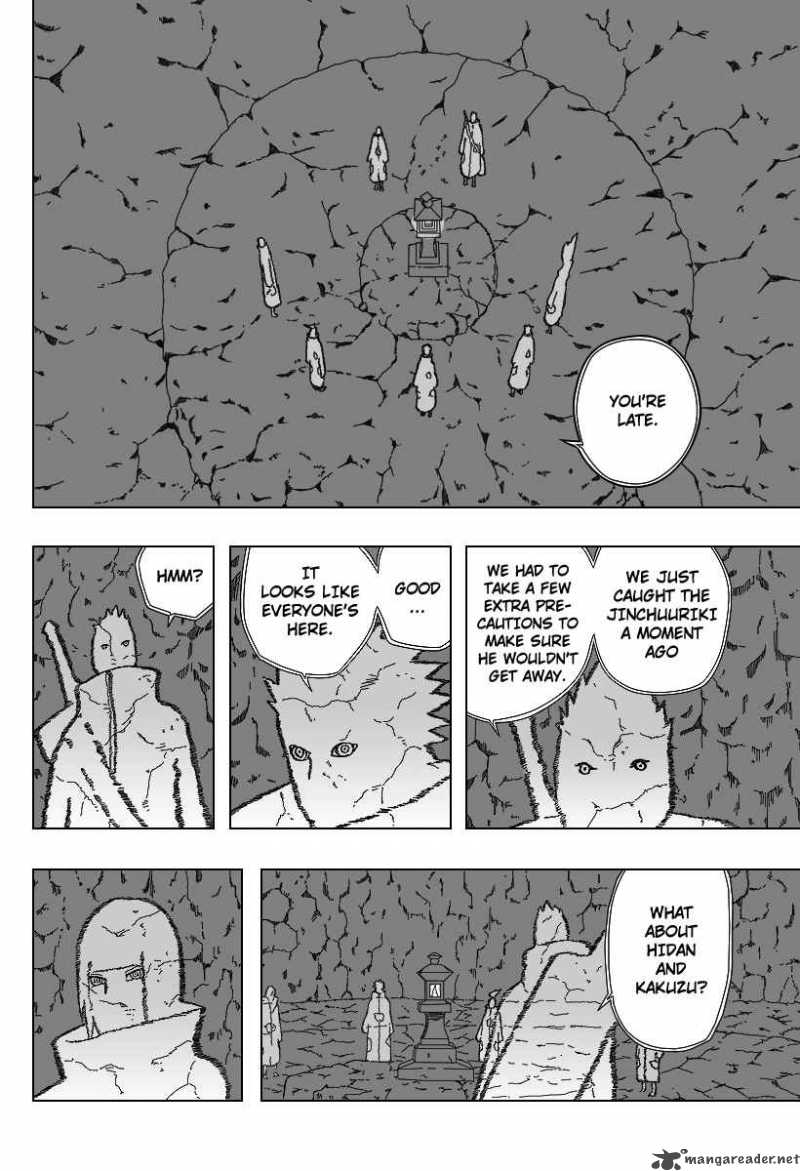 YOU'RE
LATE.
WE JUST
CAUGHT THE
JINCHUURIKI
A MOMENT
AGO
WE HAD TO
TAKE A FEW
EXTRA PRE-
CAUTIONS TO
MAKE SURE
HE WOULDN'T
GET AWAY.
GOOD
...
IT
LOOKS LIKE
EVERYONE'S
HERE.
HMM?
WHAT
ABOUT
HIDAN
AND
KAKUZU?
mangareader.net